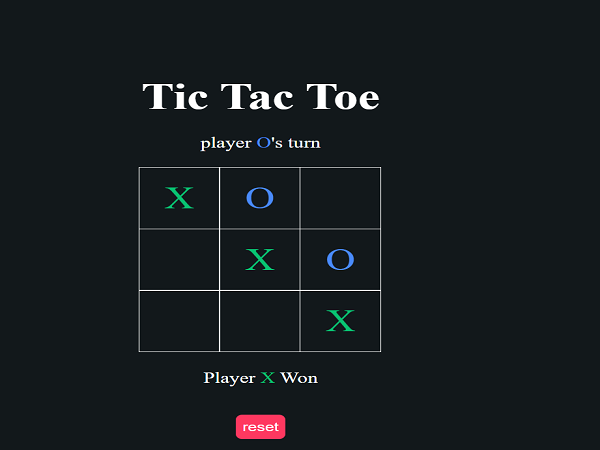 Tic Tac Toe
player O's turn
X O
X O
X
Player X Won
reset